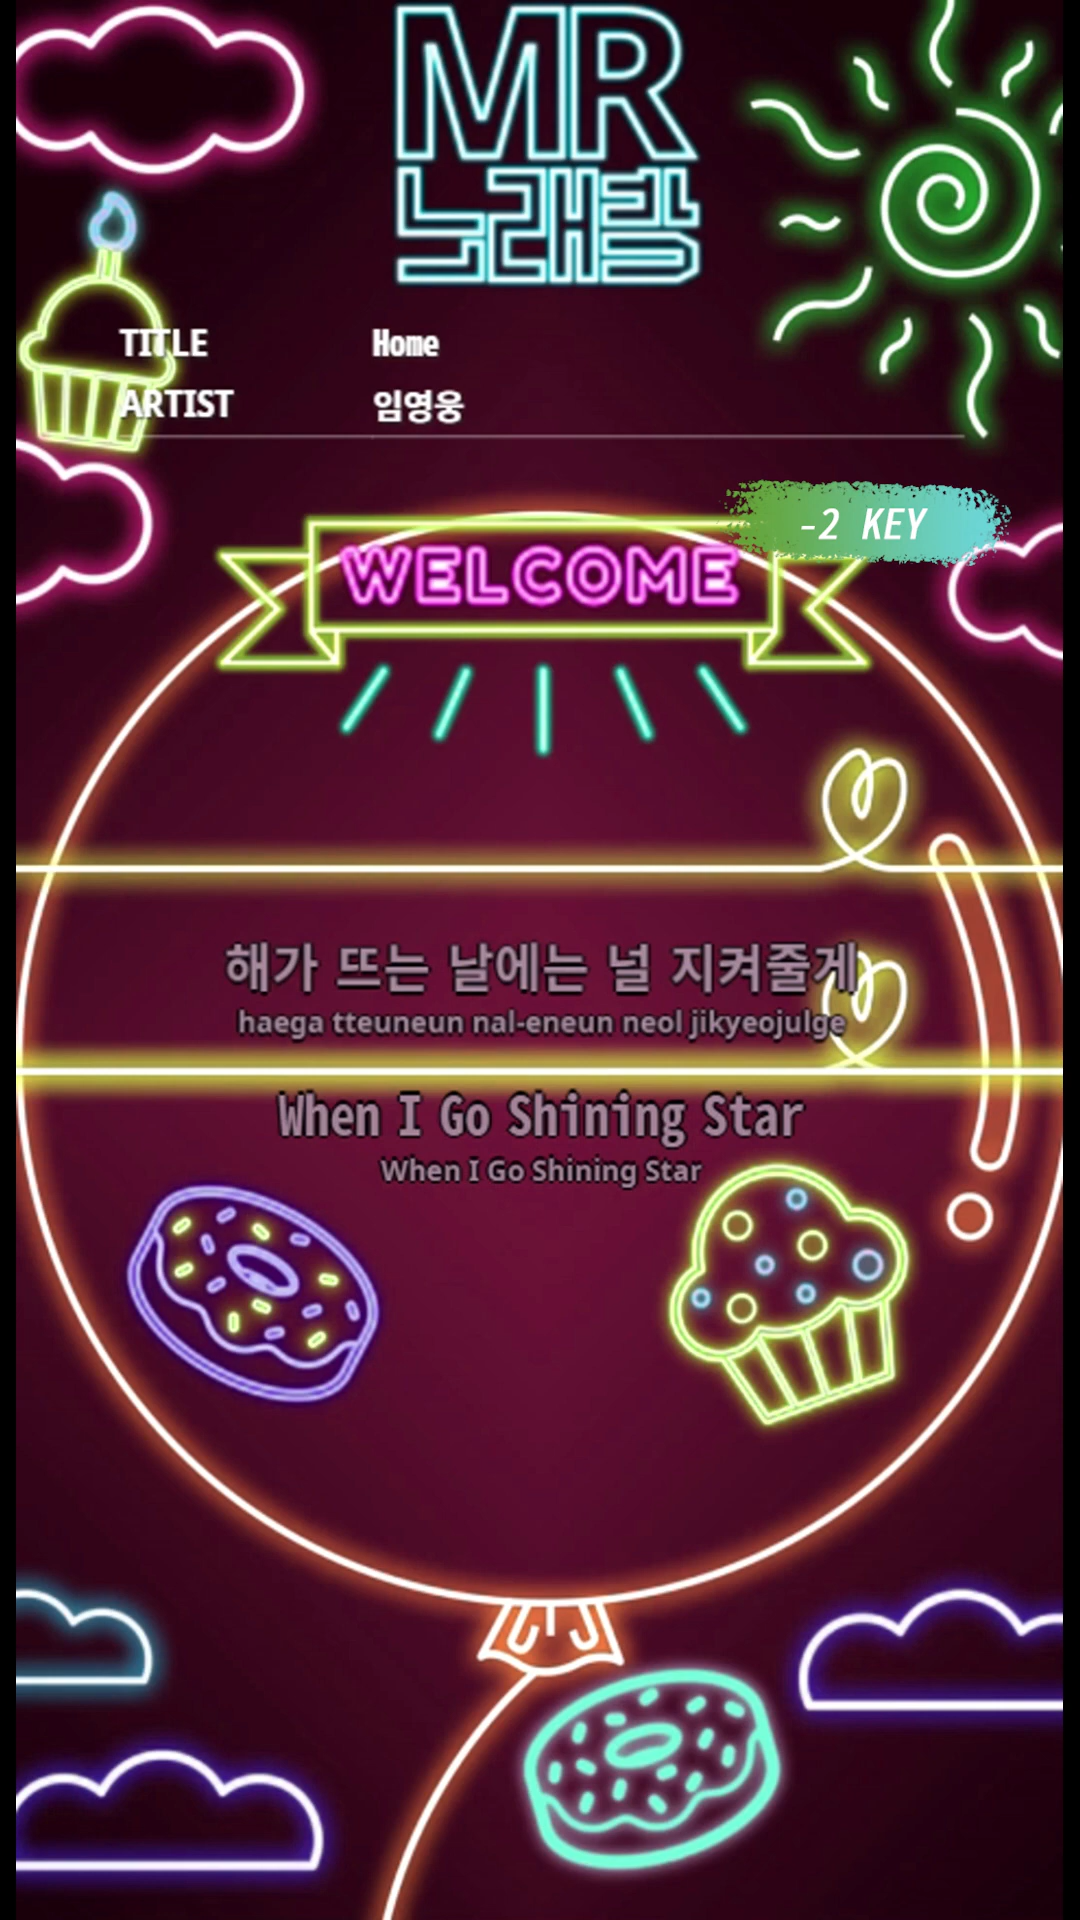 MR
노래방
TITLE Home
ARTIST 임영웅
-2 KEY
WELCOME
해가 뜨는 날에는 널 지켜줄게
haega tteuneun nal-eneun neol jikyeojulge
When I Go Shining Star
When I Go Shining Star